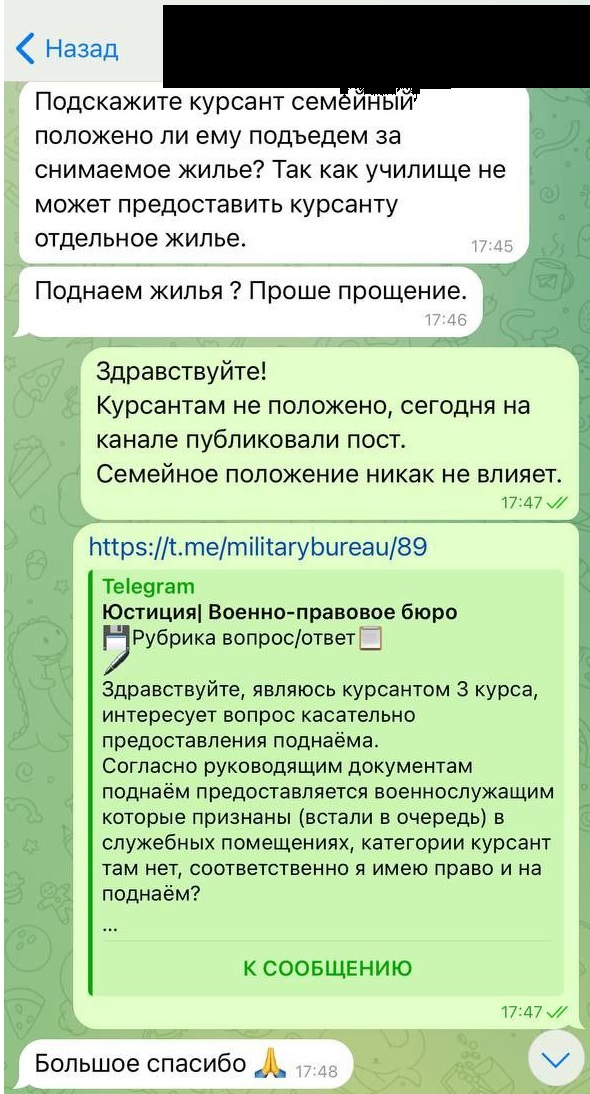 Назад
Подскажите курсант семейный
положено ли ему подъедем за
снимаемое жилье? Так как училище не
может предоставить курсанту
отдельное жилье.
17:45
Поднаем жилья ? Проше прощение.
17:46
Здравствуйте!
Курсантам не положено, сегодня на
канале публиковали пост.
Семейное положение никак не влияет.
17:47
https://t.me/militarybureau/89
Telegram
Юстиция| Военно-правовое бюро
Рубрика вопрос/ответ
Здравствуйте, являюсь курсантом 3 курса,
интересует вопрос касательно
предоставления поднаёма.
Согласно руководящим документам
поднаём предоставляется военнослужащим
которые признаны (встали в очередь) в
служебных помещениях, категории курсант
там нет, соответственно я имею право и на
поднаём?
...
К СООБЩЕНИЮ
17:47
Большое спасибо 🙏 17:48